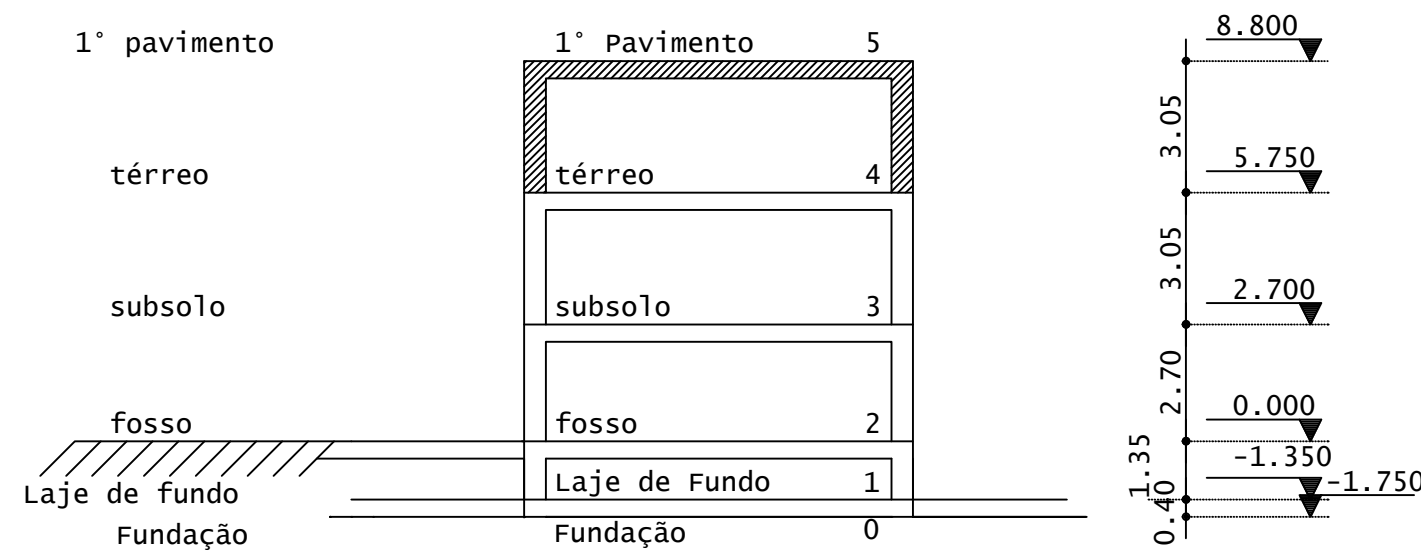 1° pavimento 1° Pavimento 5 8.800
3.05
térreo térreo 4 5.750
3.05
subsolo subsolo 3 2.700
2.70
fosso fosso 2 0.000
1.35 -1.350
Laje de fundo Laje de Fundo 1 -1.750
0.40
Fundação Fundação 0